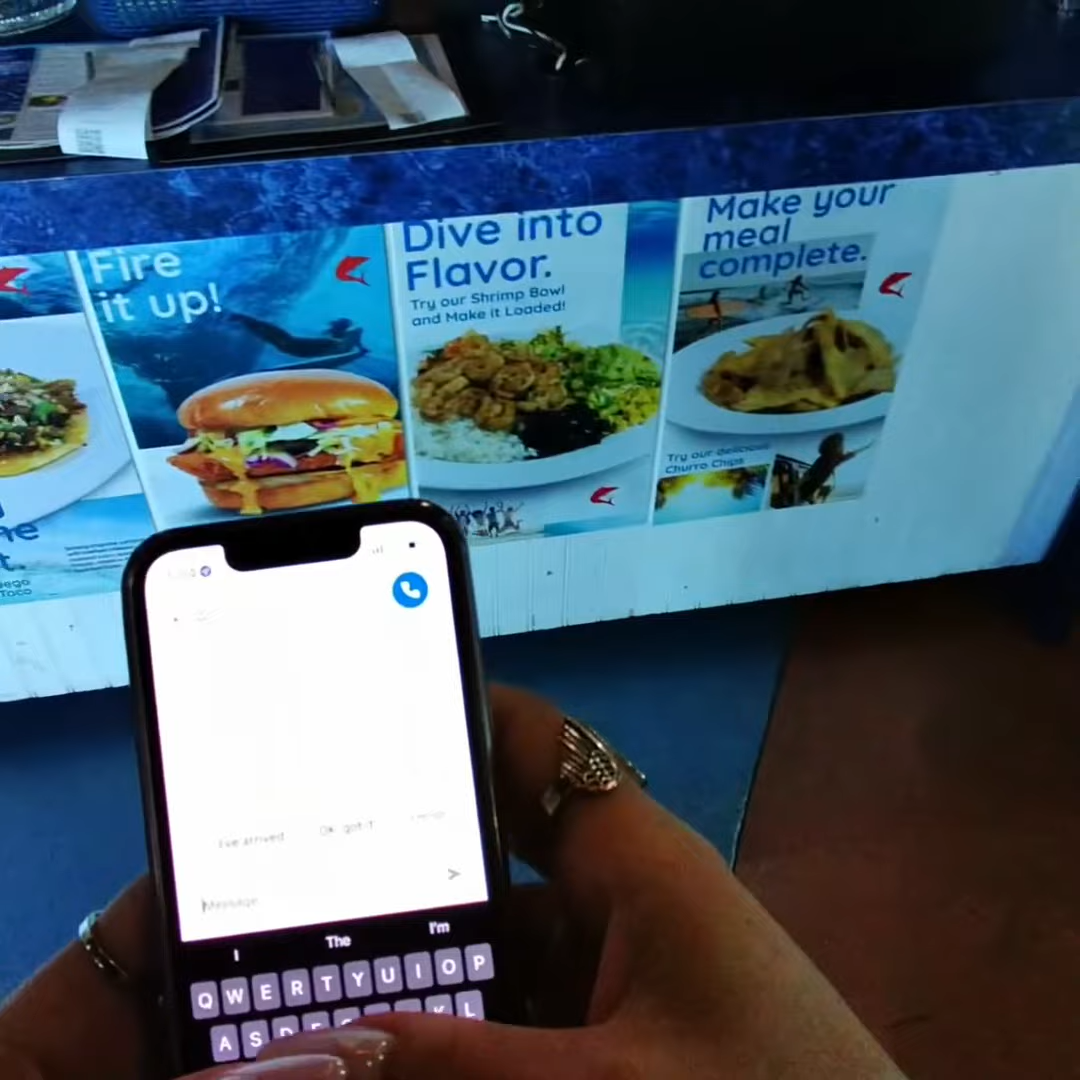 Fire
it up!
Dive into
Flavor.
Try our Shrimp Bowl
and Make it Loaded!
Make your
meal
complete.
Try our delicious
Churro Chips
Taco
I've arrived
Ok, got it
Message
I
The
I'm
Q W E R T Y U I O P
A S D F G K L